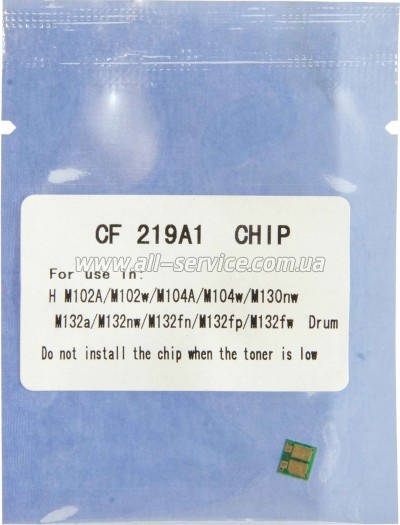 CF 219A1 CHIP
www.all-service.com.ua
For use in:
H M102A/M102w/M104A/M104w/M130nw
M132a/M132nw/M132fn/M132fp/M132fw Drum
Do not install the chip when the toner is low